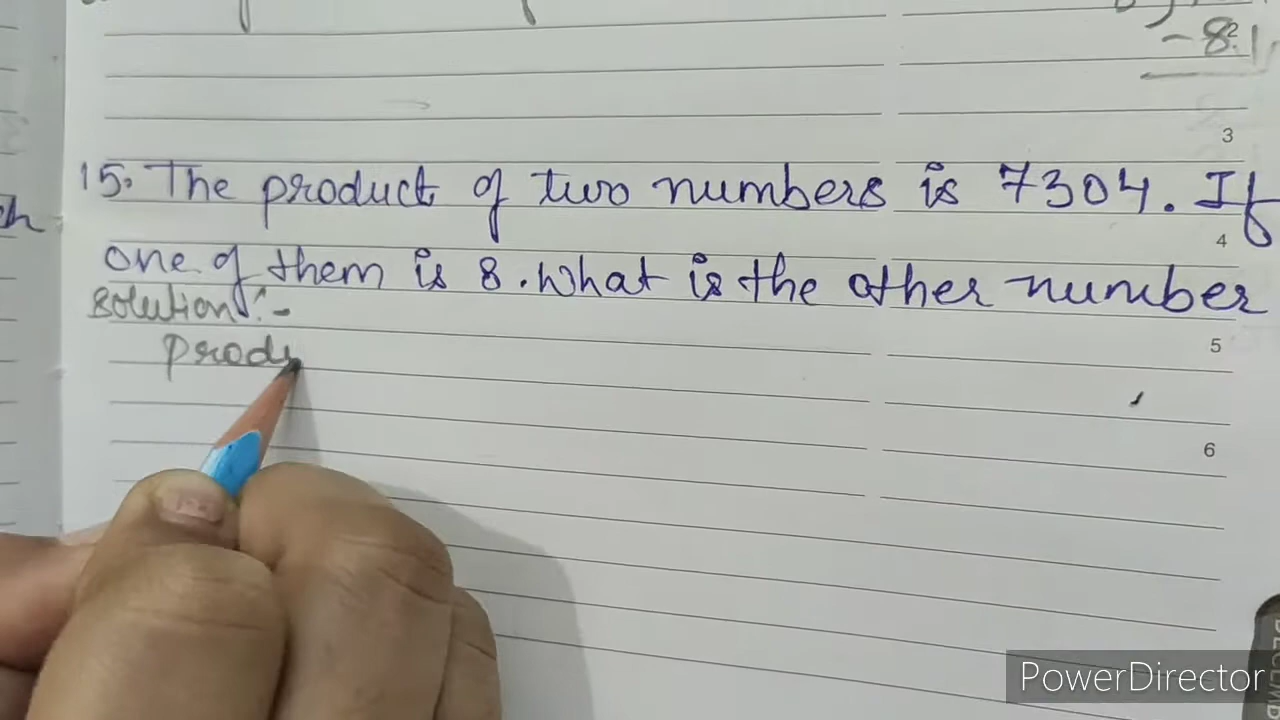 - 8.1
3
15. The product of two numbers is 7304. If
4
one of them is 8. What is the other number
Solution :-
5
Produ
6
PowerDirector